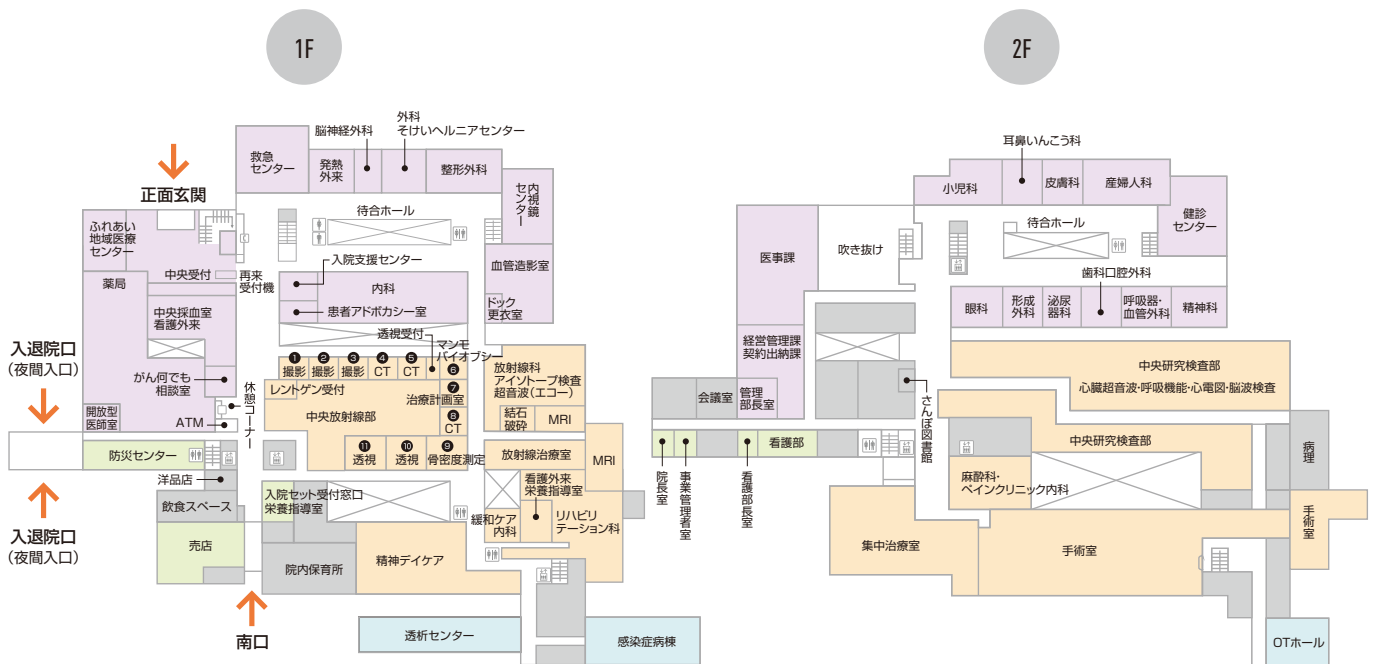 1F
脳神経外科
外科
そけいヘルニアセンター
救急
センター
発熱
外来
整形外科
内視鏡
センター
正面玄関
待合ホール
ふれあい
地域医療
センター
中央受付
再来
受付機
入院支援センター
内科
患者アドボカシー室
血管造影室
ドック
更衣室
薬局
中央採血室
看護外来
透視受付
マンモ
バイオプシー
入退院口
(夜間入口)
がん何でも
相談室
休憩コーナー
開放型
医師室
ATM
❶
撮影
❷
撮影
❸
撮影
❹
CT
❺
CT
❻
レントゲン受付
❼
治療計画室
中央放射線部
❽
CT
⓫
透視
❿
透視
❾
骨密度測定
放射線科
アイソトープ検査
超音波(エコー)
結石
破砕
MRI
防災センター
洋品店
飲食スペース
入退院口
(夜間入口)
売店
入院セット受付窓口
栄養指導室
放射線治療室
MRI
看護外来
栄養指導室
緩和ケア
内科
リハビリ
テーション科
院内保育所
精神デイケア
南口
透析センター
感染症病棟
2F
耳鼻いんこう科
小児科
皮膚科
産婦人科
健診
センター
待合ホール
医事課
吹き抜け
歯科口腔外科
眼科
形成
外科
泌尿
器科
呼吸器・
血管外科
精神科
経営管理課
契約出納課
会議室
管理
部長室
さんぽ図書館
中央研究検査部
心臓超音波・呼吸機能・心電図・脳波検査
看護部
院長室
事業管理者室
看護部長室
中央研究検査部
病理
麻酔科・
ペインクリニック内科
集中治療室
手術室
手術室
OTホール